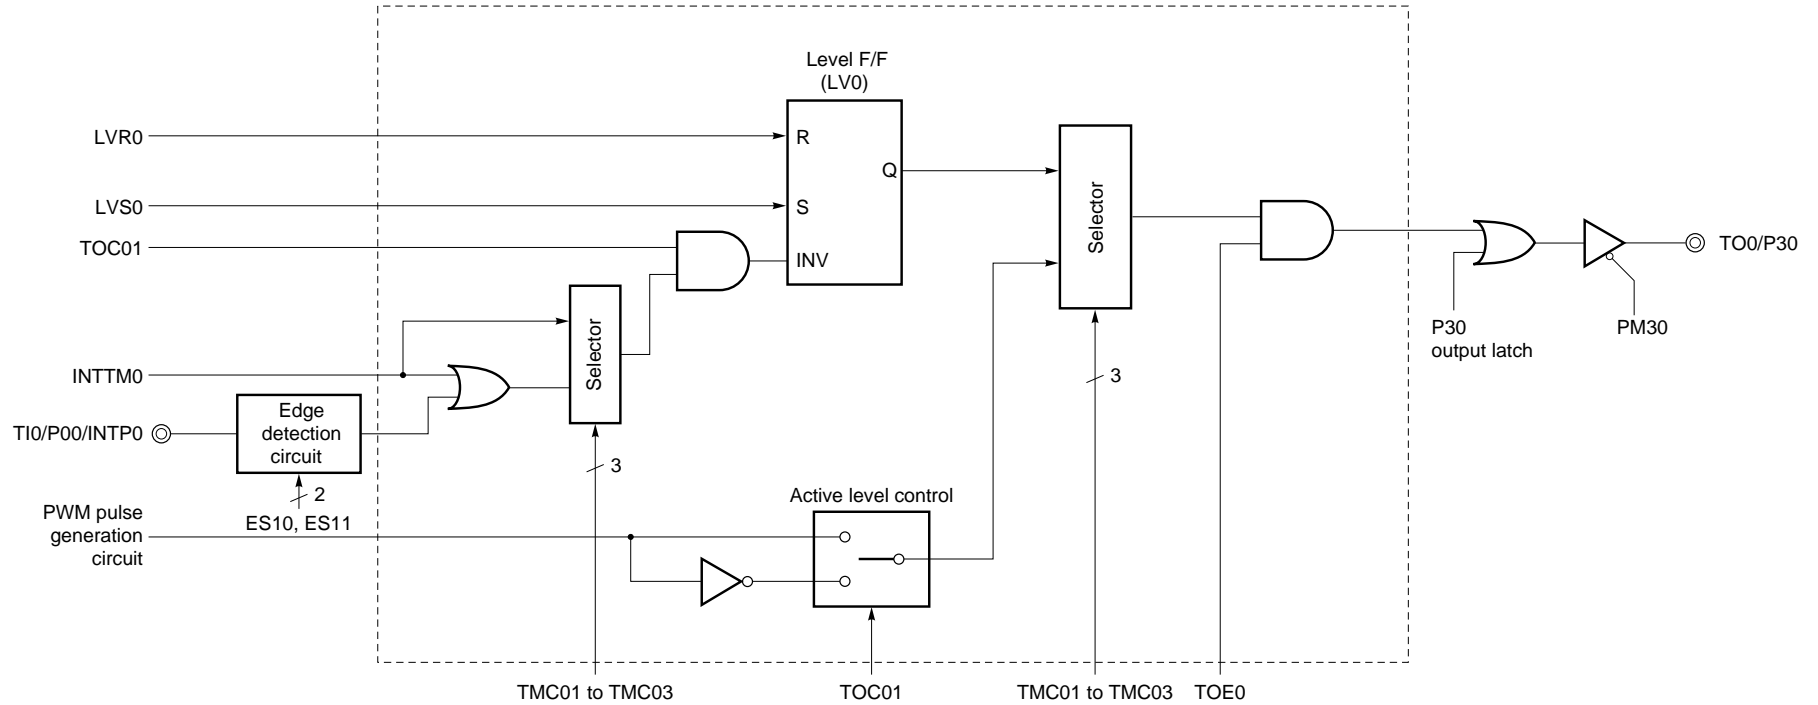 Level F/F
(LV0)
LVR0
R
Q
LVS0
S
TOC01
INV
Selector
TO0/P30
P30
output latch
PM30
Selector
INTTM0
3
TI0/P00/INTP0
Edge
detection
circuit
3
2
ES10, ES11
PWM pulse
generation
circuit
Active level control
TMC01 to TMC03
TOC01
TMC01 to TMC03
TOE0